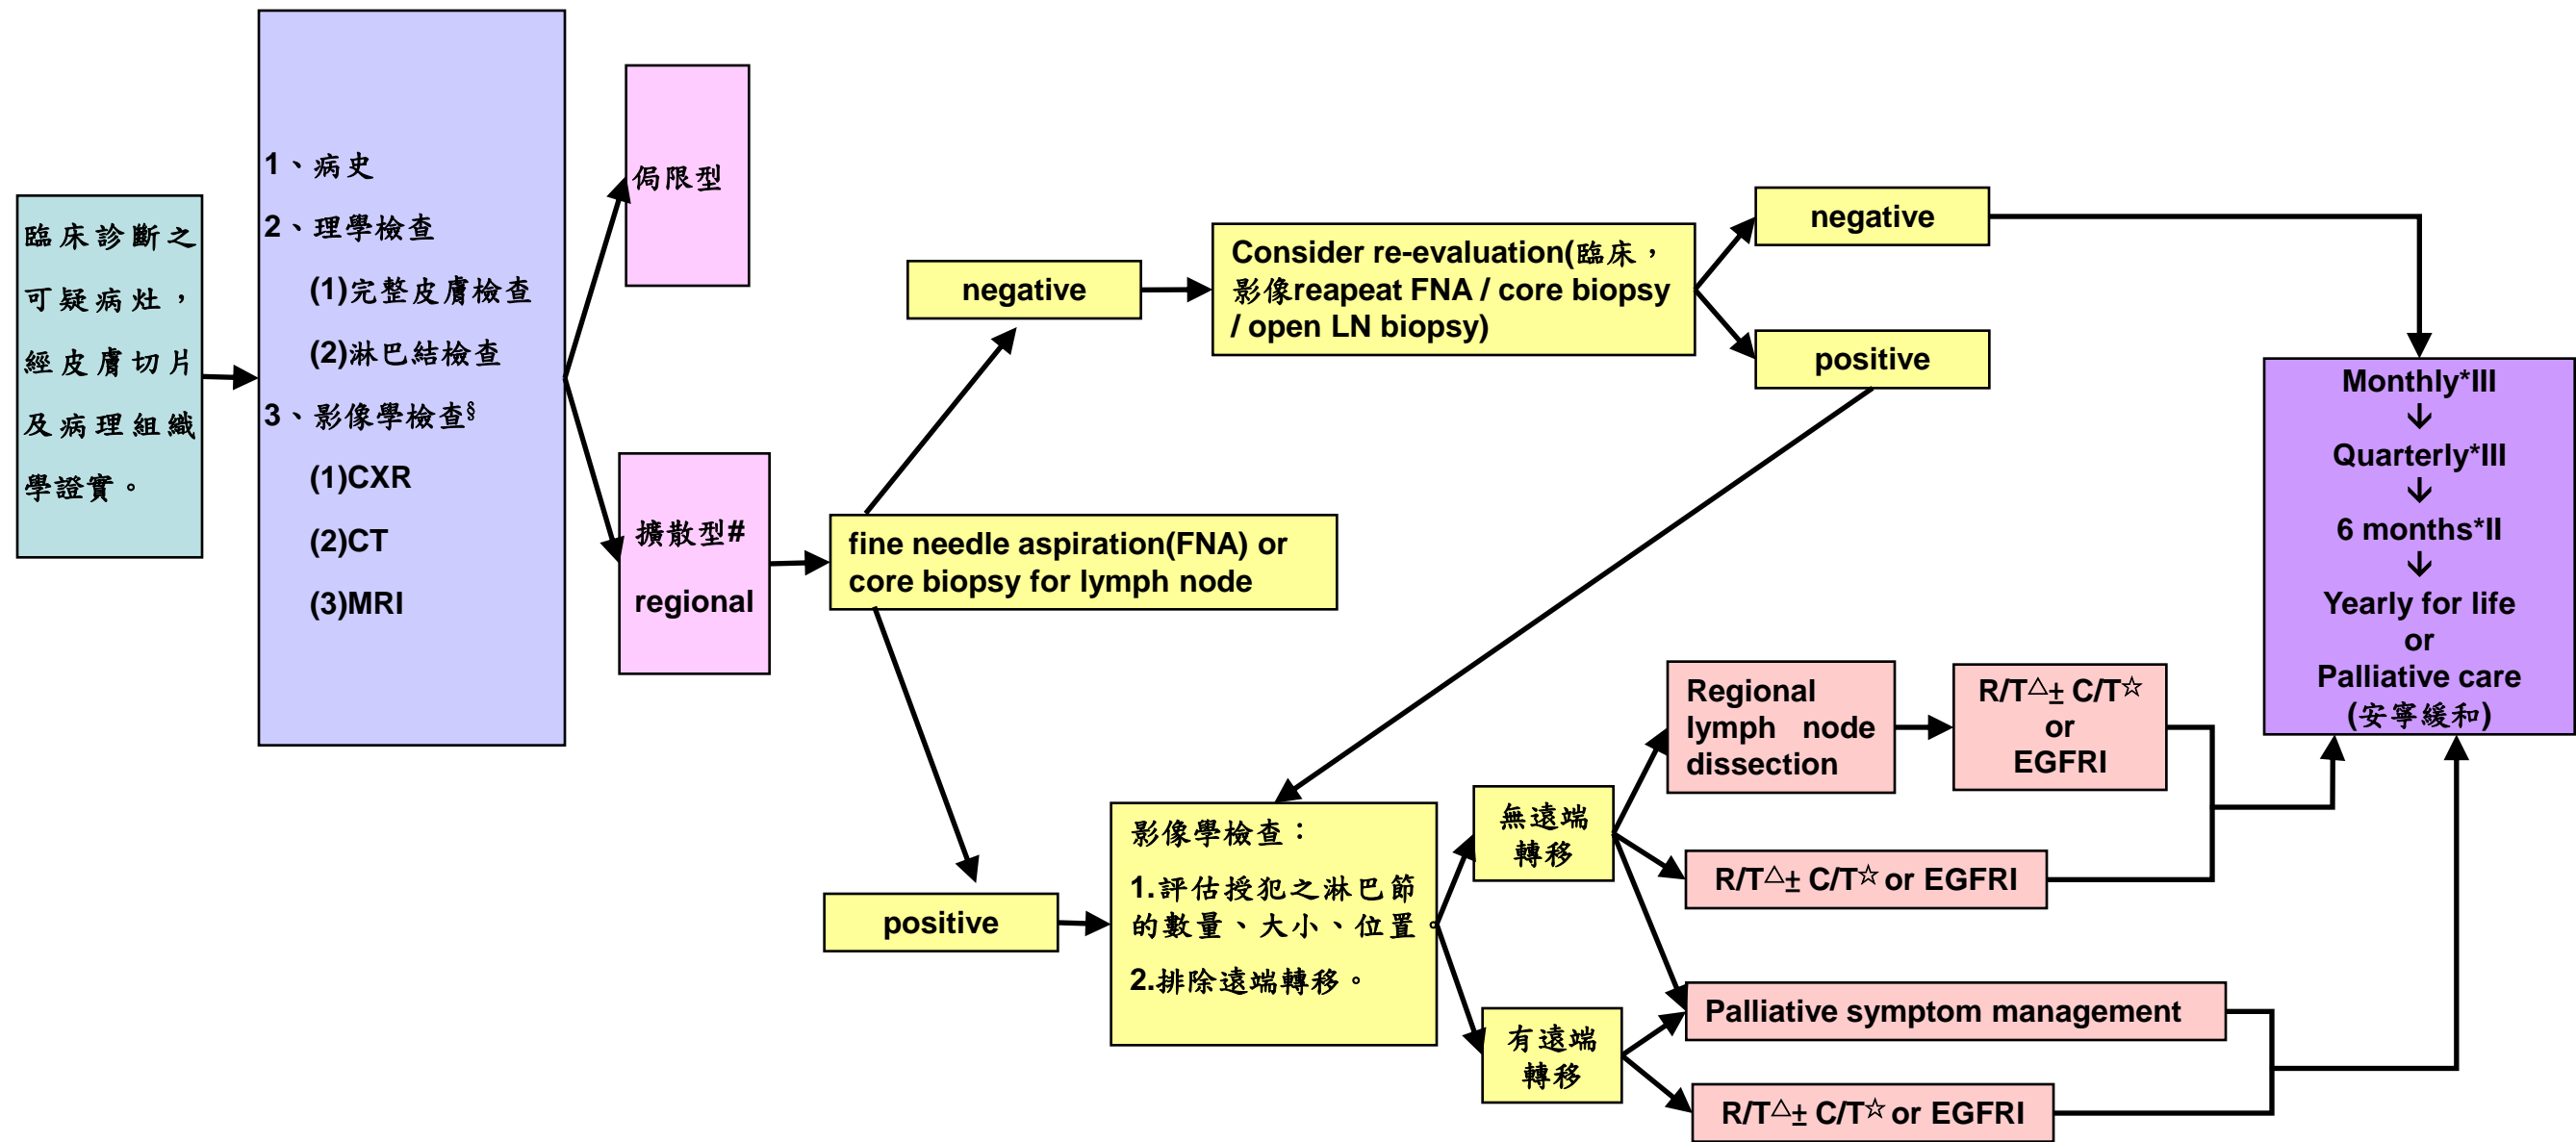 臨床診斷之
可疑病灶，
經皮膚切片
及病理組織
學證實。
1、病史
2、理學檢查
(1)完整皮膚檢查
(2)淋巴結檢查
3、影像學檢查§
(1)CXR
(2)CT
(3)MRI
侷限型
擴散型#
regional
fine needle aspiration(FNA) or
core biopsy for lymph node
negative
Consider re-evaluation(臨床，
影像reapeat FNA / core biopsy
/ open LN biopsy)
negative
positive
positive
影像學檢查：
1.評估授犯之淋巴節
的數量、大小、位置。
2.排除遠端轉移。
無遠端
轉移
有遠端
轉移
Regional
lymph node
dissection
R/T△± C/T☆
or
EGFRI
R/T△± C/T☆ or EGFRI
Palliative symptom management
R/T△± C/T☆ or EGFRI
Monthly*III
↓
Quarterly*III
↓
6 months*II
↓
Yearly for life
or
Palliative care
(安寧緩和)